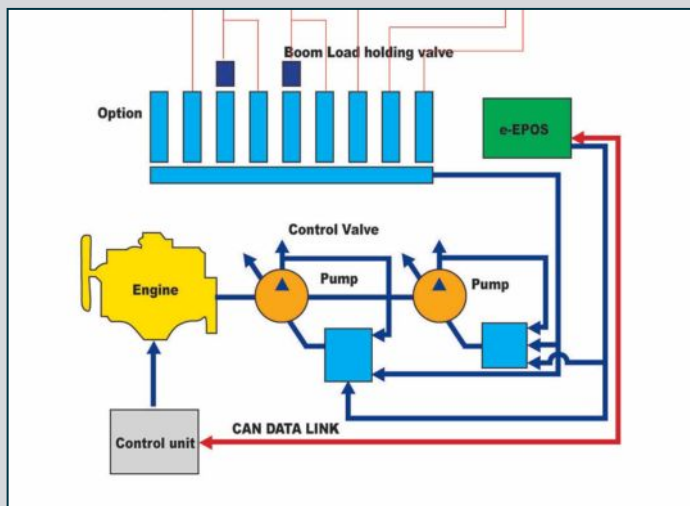 Boom Load holding valve
Option
e-EPOS
Control Valve
Engine
Pump
Pump
Control unit
CAN DATA LINK